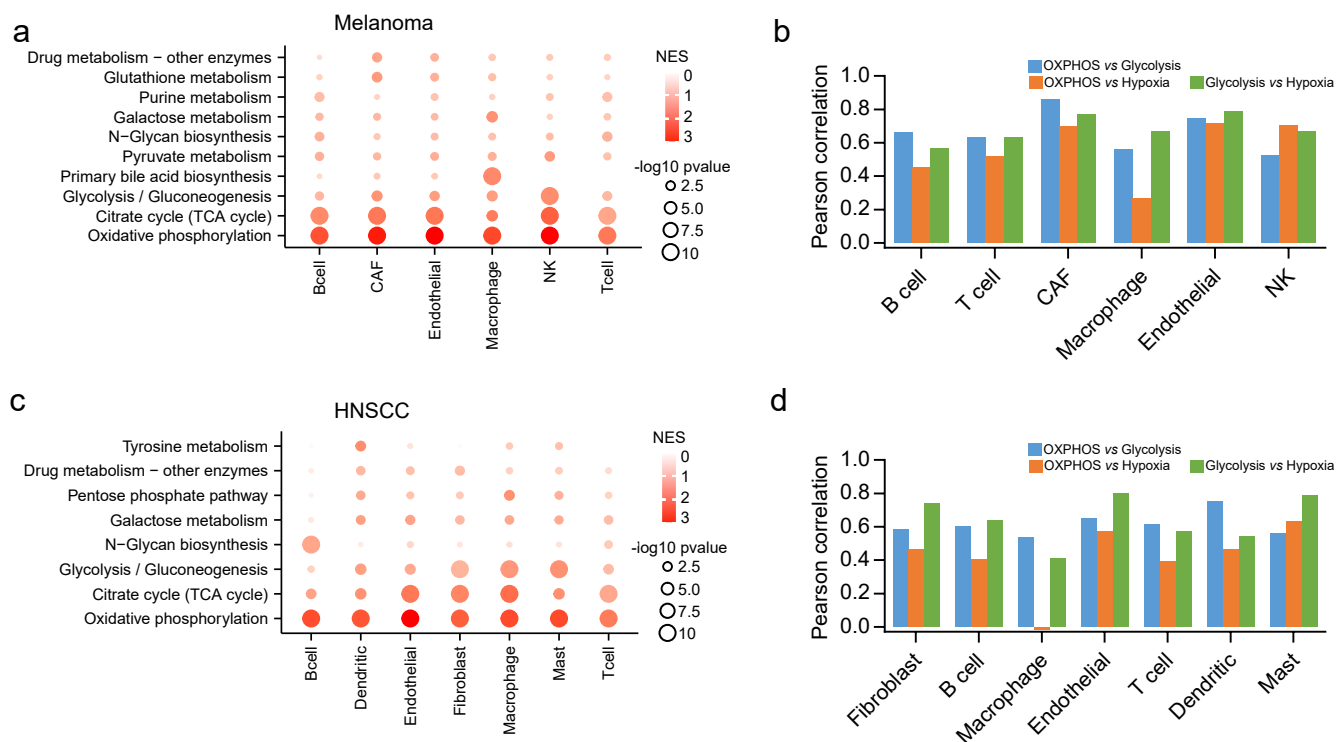 a
Melanoma
Drug metabolism − other enzymes
Glutathione metabolism
Purine metabolism
Galactose metabolism
N−Glycan biosynthesis
Pyruvate metabolism
Primary bile acid biosynthesis
Glycolysis / Gluconeogenesis
Citrate cycle (TCA cycle)
Oxidative phosphorylation
Bcell
CAF
Endothelial
Macrophage
NK
Tcell
NES
0
1
2
3
-log10 pvalue
2.5
5.0
7.5
10
b
OXPHOS vs Glycolysis
OXPHOS vs Hypoxia
Glycolysis vs Hypoxia
Pearson correlation
1.0
0.8
0.6
0.4
0.2
0.0
B cell
T cell
CAF
Macrophage
Endothelial
NK
c
HNSCC
Tyrosine metabolism
Drug metabolism − other enzymes
Pentose phosphate pathway
Galactose metabolism
N−Glycan biosynthesis
Glycolysis / Gluconeogenesis
Citrate cycle (TCA cycle)
Oxidative phosphorylation
Bcell
Dendritic
Endothelial
Fibroblast
Macrophage
Mast
Tcell
NES
0
1
2
3
-log10 pvalue
2.5
5.0
7.5
10
d
OXPHOS vs Glycolysis
OXPHOS vs Hypoxia
Glycolysis vs Hypoxia
Pearson correlation
1.0
0.8
0.6
0.4
0.2
0.0
Fibroblast
B cell
Macrophage
Endothelial
T cell
Dendritic
Mast